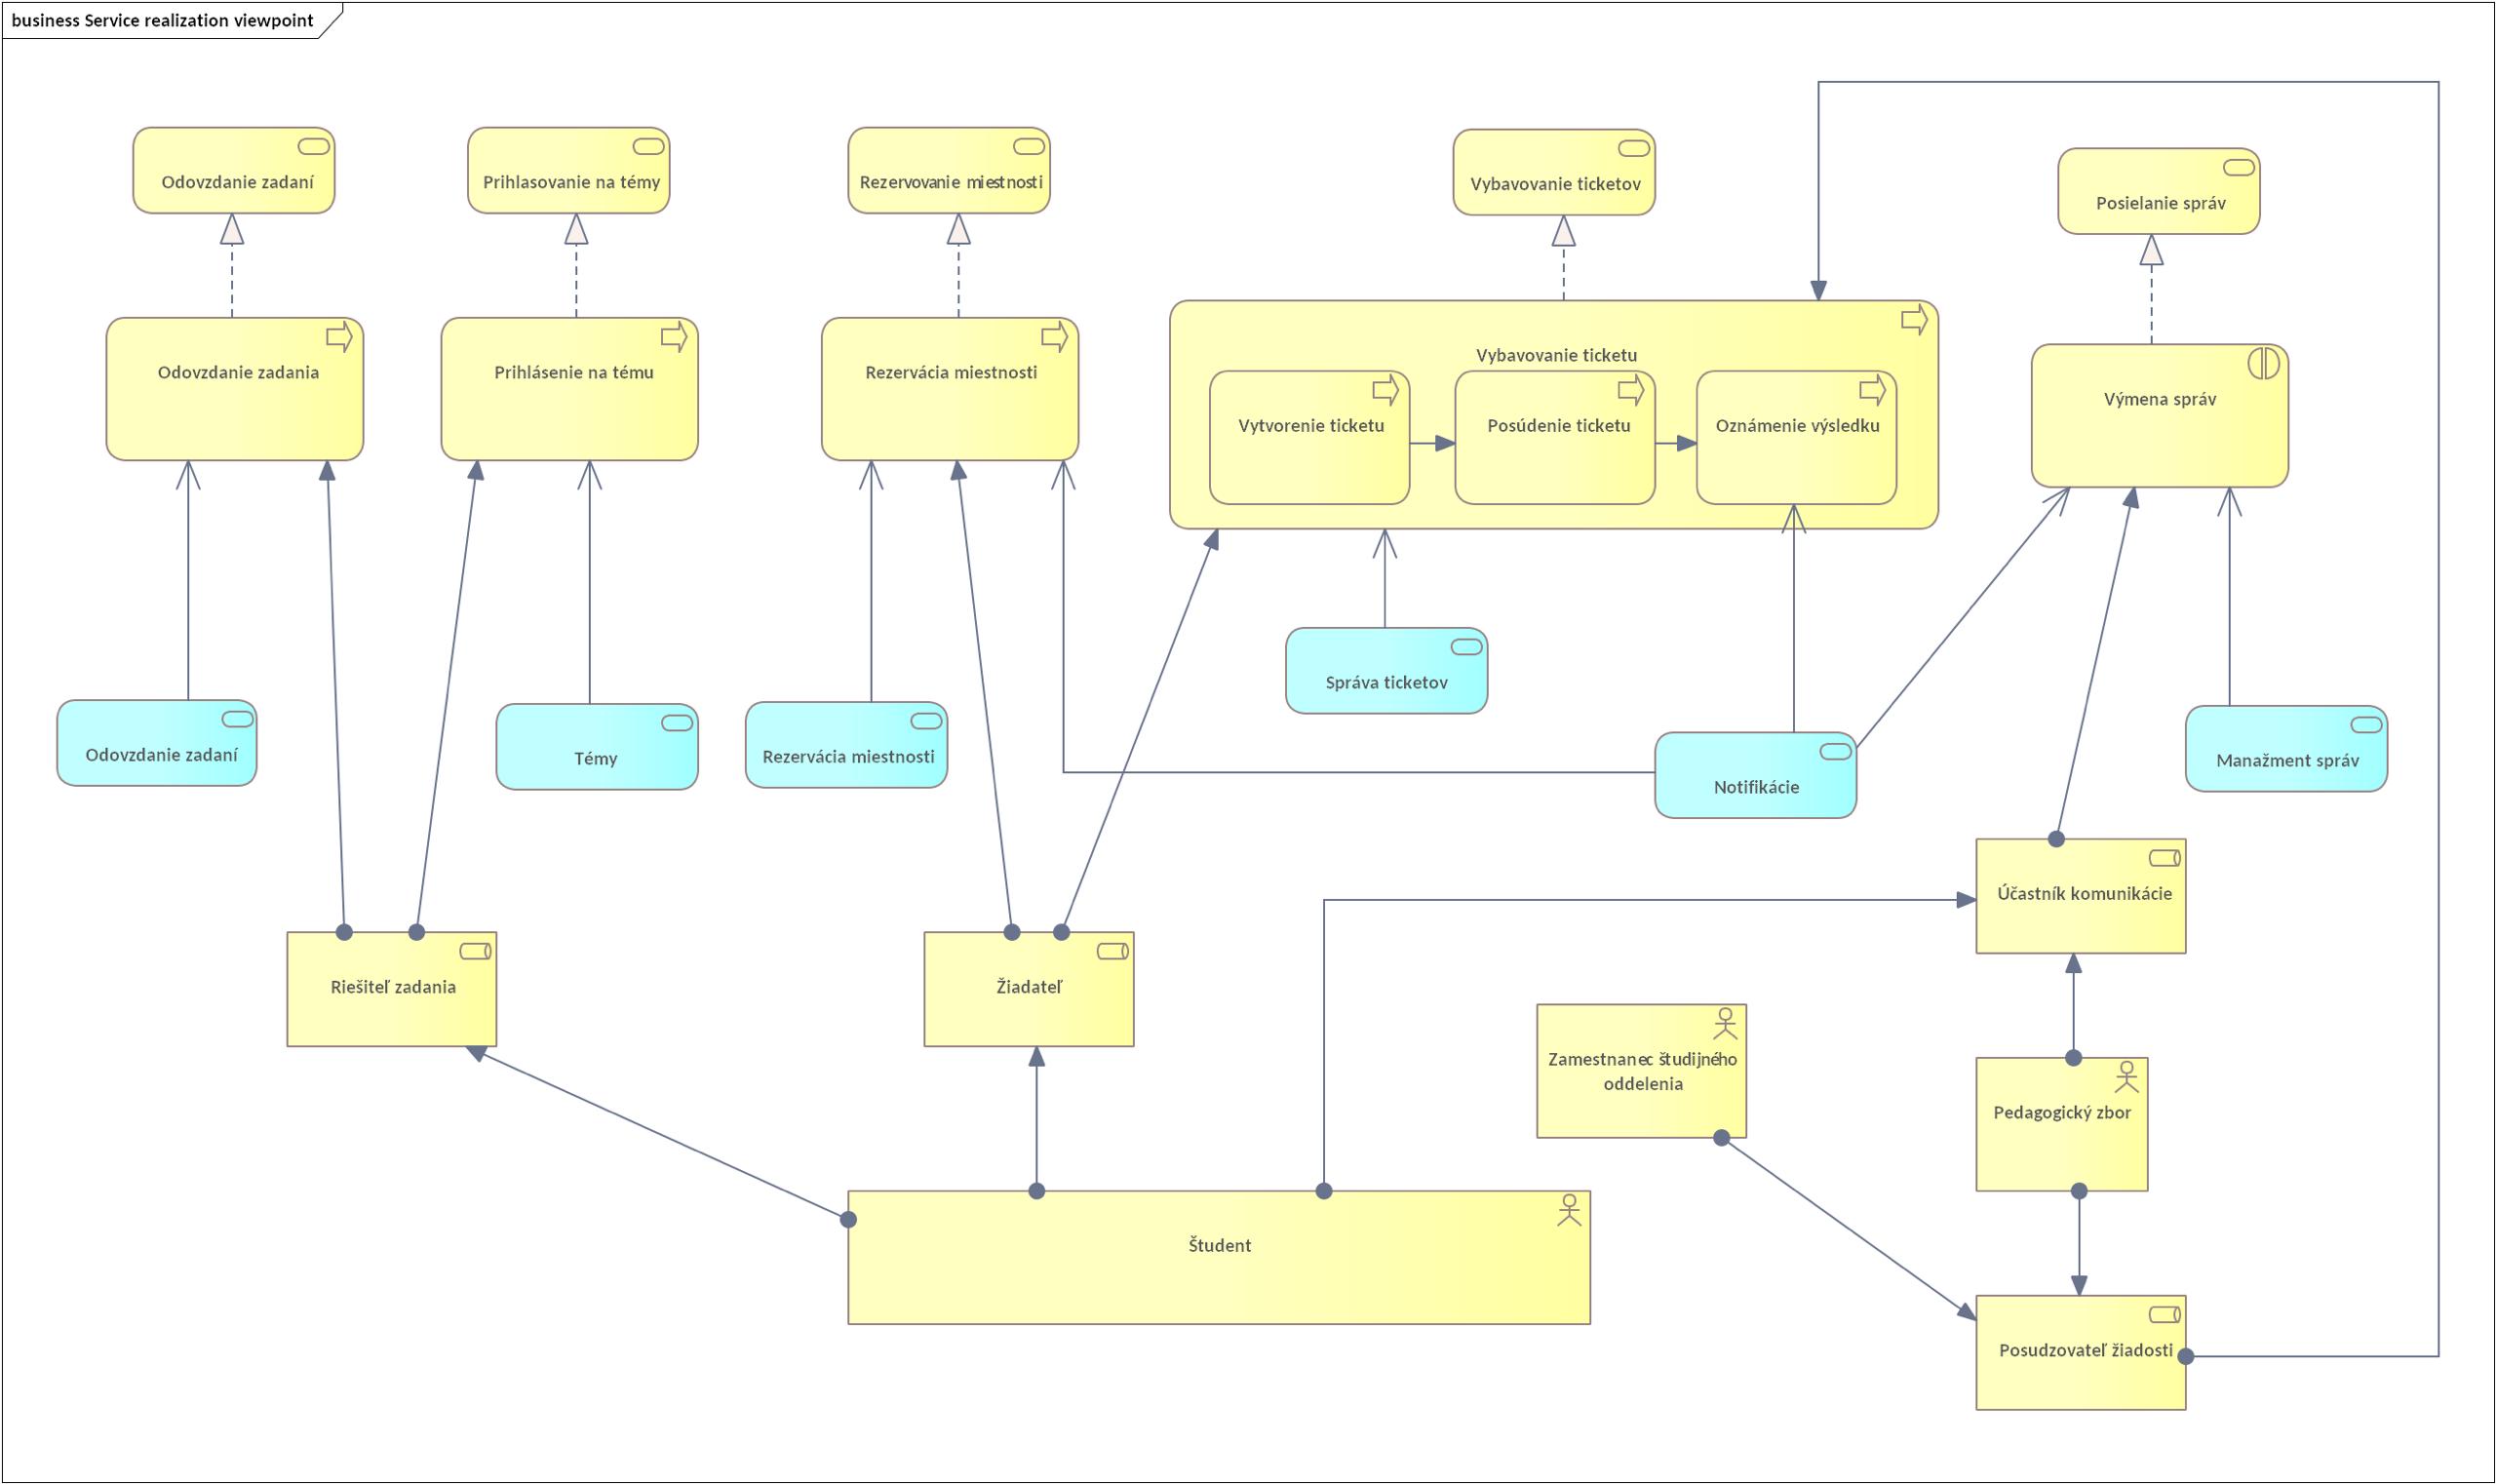 business Service realization viewpoint
Odovzdanie zadaní
Prihlasovanie na témy
Rezervovanie miestnosti
Vybavovanie ticketov
Posielanie správ
Odovzdanie zadania
Prihlásenie na tému
Rezervácia miestnosti
Vybavovanie ticketu
Vytvorenie ticketu
Posúdenie ticketu
Oznámenie výsledku
Výmena správ
Správa ticketov
Odovzdanie zadaní
Témy
Rezervácia miestnosti
Notifikácie
Manažment správ
Účastník komunikácie
Riešiteľ zadania
Žiadateľ
Zamestnanec študijného
oddelenia
Pedagogický zbor
Študent
Posudzovateľ žiadosti